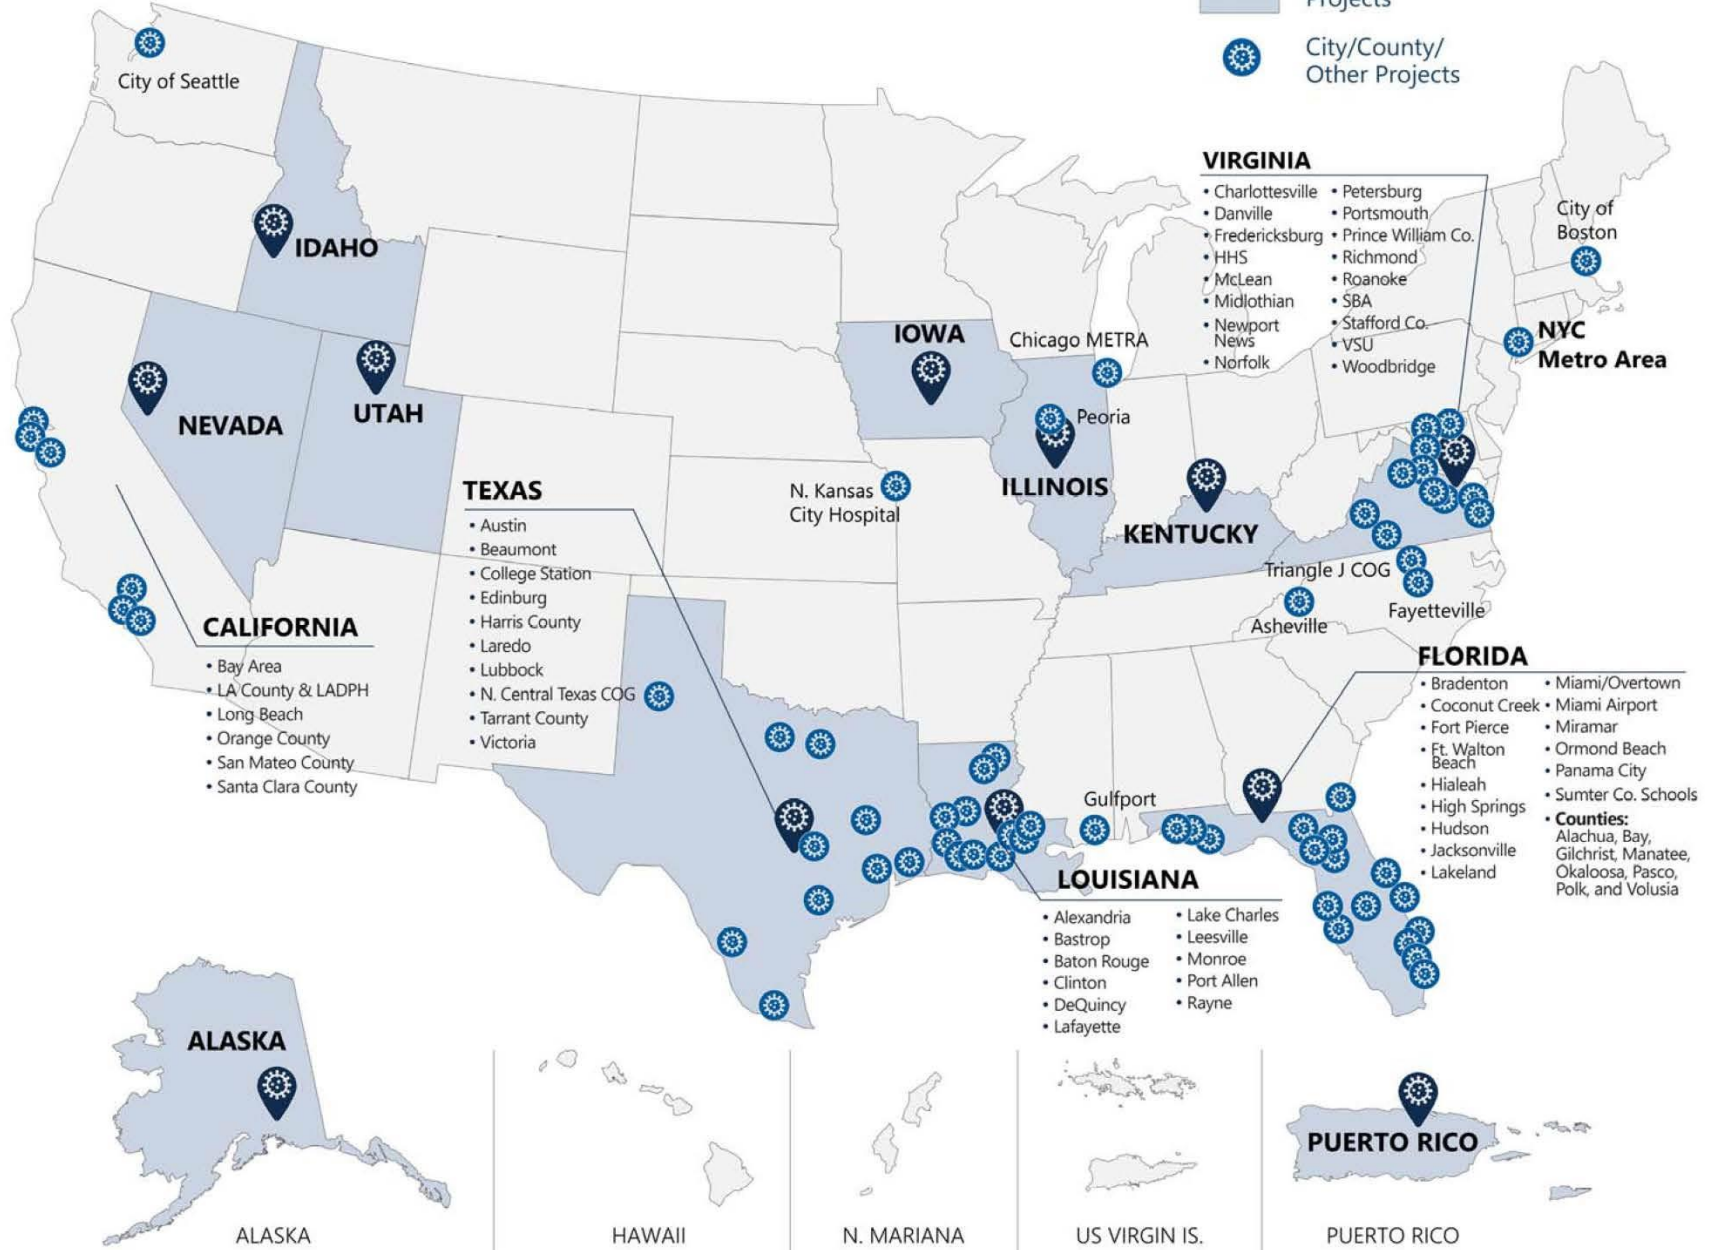 Projects
City/County/
Other Projects
City of Seattle
IDAHO
NEVADA
UTAH
IOWA
Chicago METRA
Peoria
ILLINOIS
N. Kansas
City Hospital
KENTUCKY
VIRGINIA
• Charlottesville
• Danville
• Fredericksburg
• HHS
• McLean
• Midlothian
• Newport
News
• Norfolk
• Petersburg
• Portsmouth
• Prince William Co.
• Richmond
• Roanoke
• SBA
• Stafford Co.
• VSU
• Woodbridge
City of
Boston
NYC
Metro Area
Triangle J COG
Fayetteville
Asheville
TEXAS
• Austin
• Beaumont
• College Station
• Edinburg
• Harris County
• Laredo
• Lubbock
• N. Central Texas COG
• Tarrant County
• Victoria
CALIFORNIA
• Bay Area
• LA County & LADPH
• Long Beach
• Orange County
• San Mateo County
• Santa Clara County
FLORIDA
• Bradenton
• Coconut Creek
• Fort Pierce
• Ft. Walton
Beach
• Hialeah
• High Springs
• Hudson
• Jacksonville
• Lakeland
• Miami/Overtown
• Miami Airport
• Miramar
• Ormond Beach
• Panama City
• Sumter Co. Schools
• Counties:
Alachua, Bay,
Gilchrist, Manatee,
Okaloosa, Pasco,
Polk, and Volusia
Gulfport
LOUISIANA
• Alexandria
• Bastrop
• Baton Rouge
• Clinton
• DeQuincy
• Lafayette
• Lake Charles
• Leesville
• Monroe
• Port Allen
• Rayne
ALASKA
PUERTO RICO
ALASKA
HAWAII
N. MARIANA
US VIRGIN IS.
PUERTO RICO